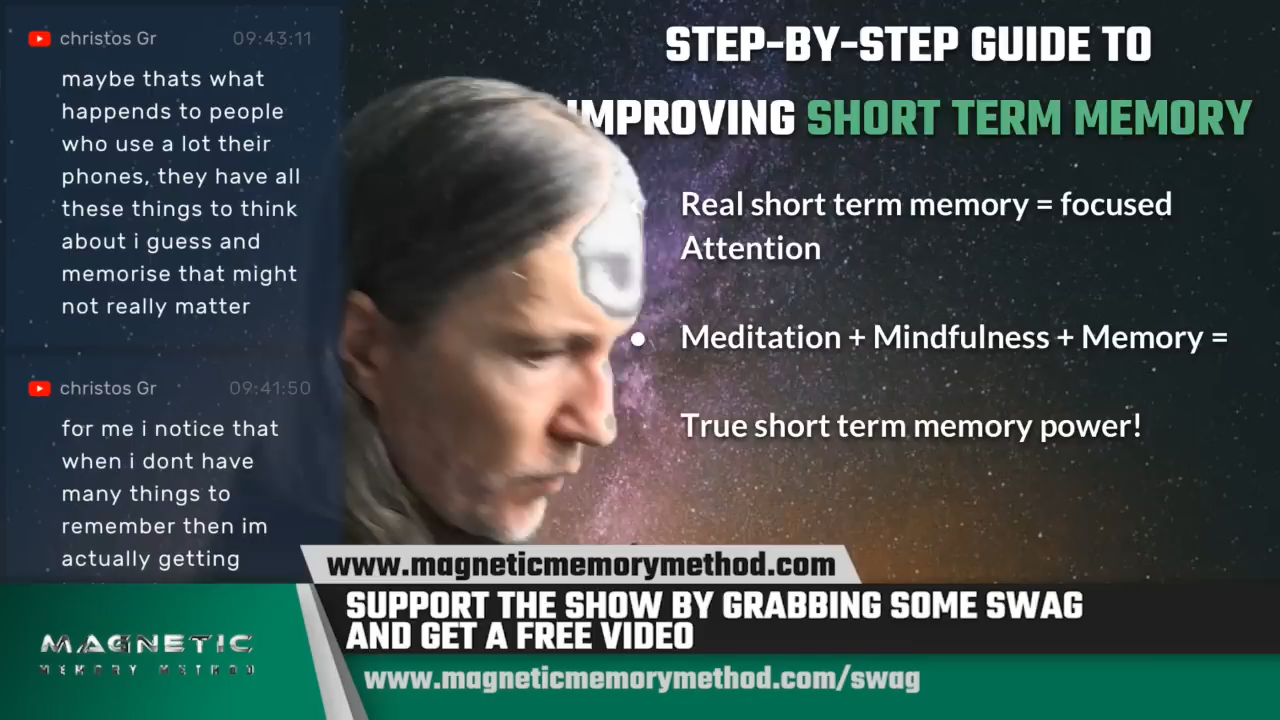 christos Gr 09:43:11
maybe thats what
happends to people
who use a lot their
phones, they have all
these things to think
about i guess and
memorise that might
not really matter
christos Gr 09:41:50
for me i notice that
when i dont have
many things to
remember then im
actually getting
STEP-BY-STEP GUIDE TO
IMPROVING SHORT TERM MEMORY
Real short term memory = focused
Attention
• Meditation + Mindfulness + Memory =
True short term memory power!
www.magneticmemorymethod.com
SUPPORT THE SHOW BY GRABBING SOME SWAG
AND GET A FREE VIDEO
www.magneticmemorymethod.com/swag
MAGNETIC
MEMORY METHOD